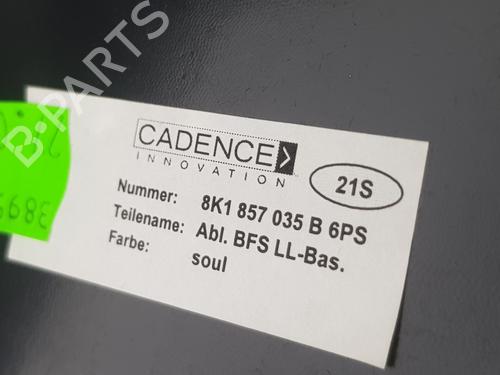 B-PARTS
CADENCE
INNOVATION
21S
Nummer: 8K1 857 035 B 6PS
Teilename: Abl. BFS LL-Bas.
Farbe: soul